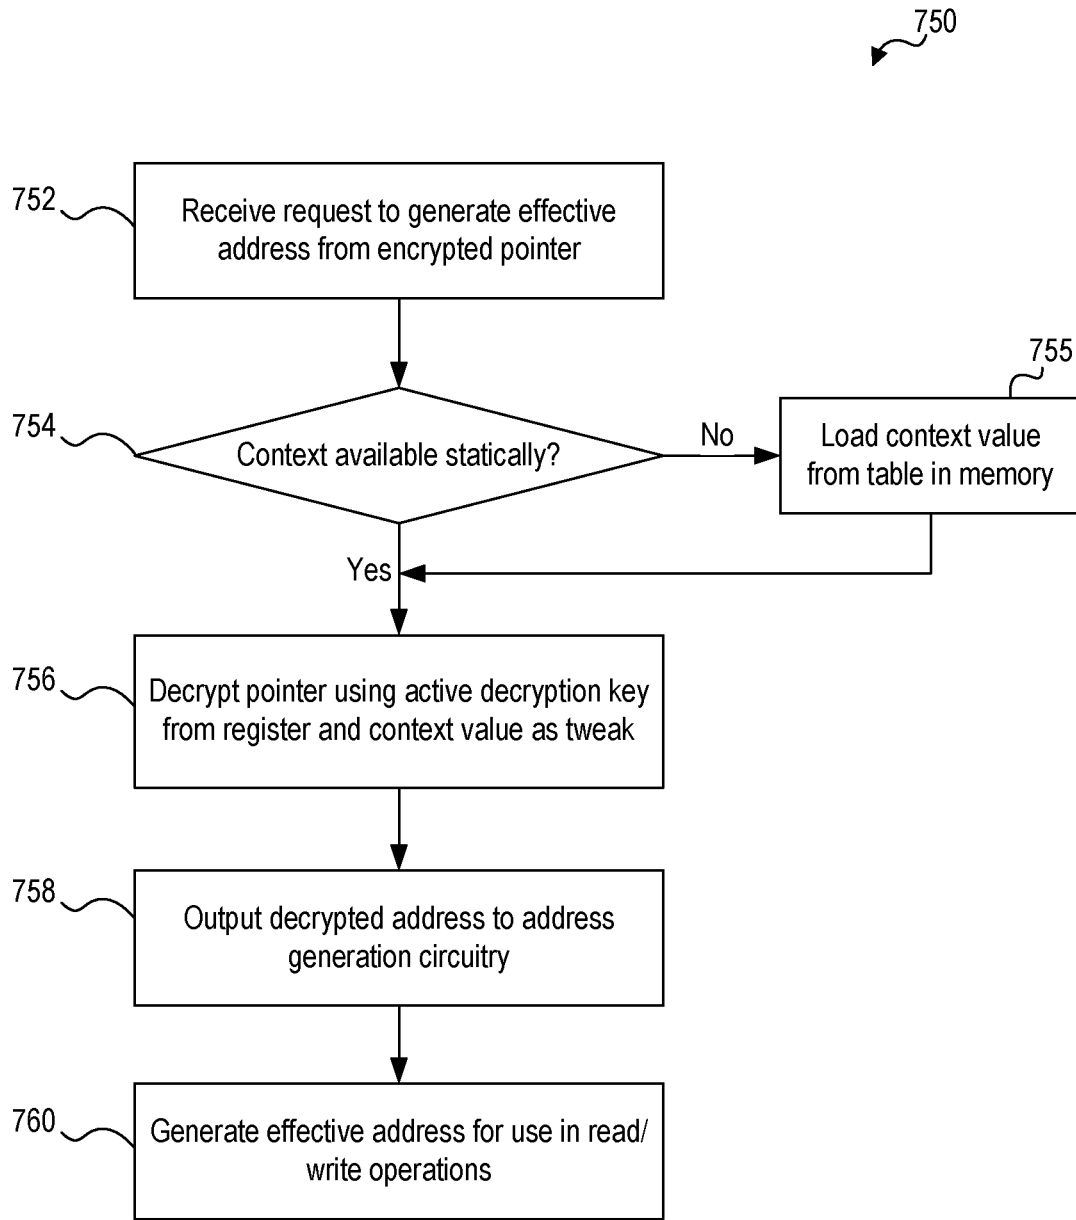 750
752
Receive request to generate effective
address from encrypted pointer
755
754
Context available statically?
No
Load context value
from table in memory
Yes
756
Decrypt pointer using active decryption key
from register and context value as tweak
758
Output decrypted address to address
generation circuitry
760
Generate effective address for use in read/
write operations